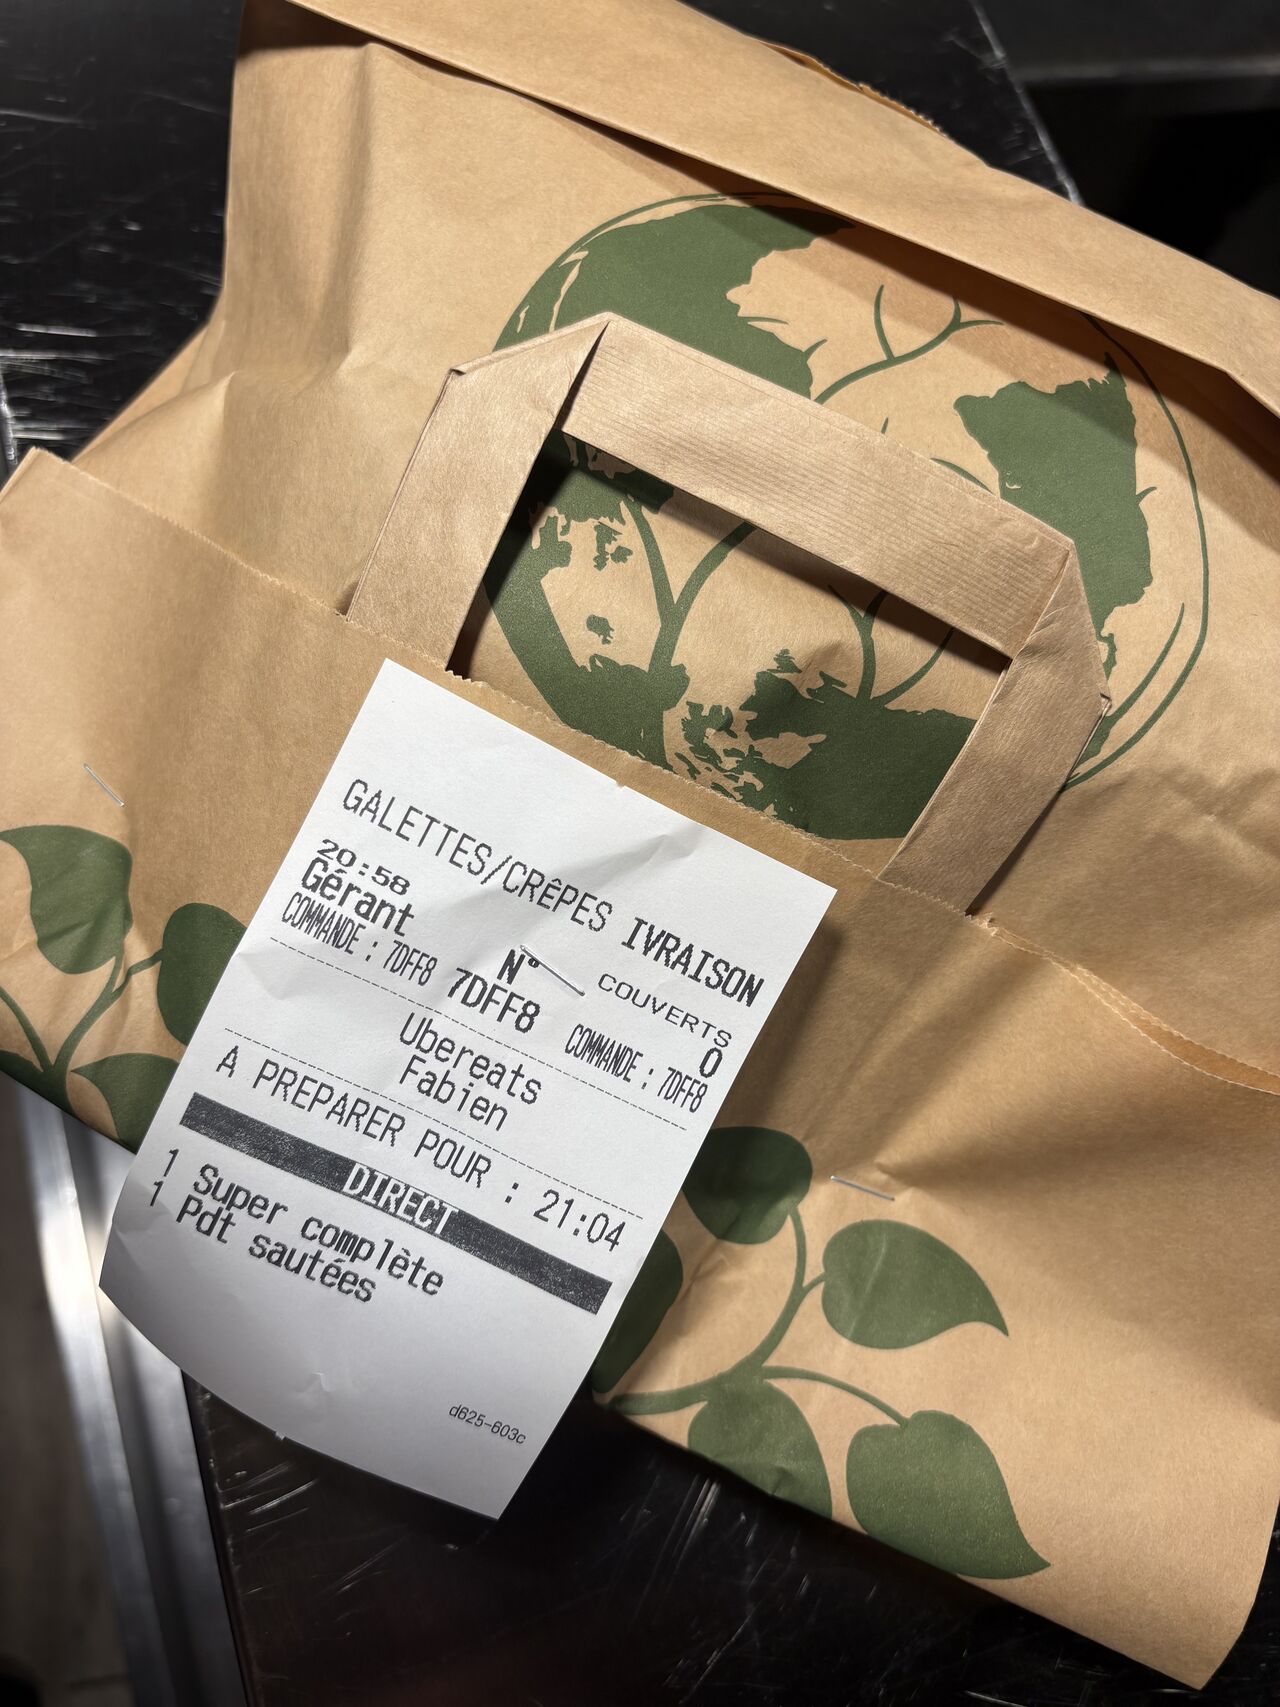 GALETTES/CRÊPES IVRAISON
20:58
Gérant
COUVERTS
0
COMMANDE : 7DFF8
N°
7DFF8
COMMANDE : 7DFF8
Ubereats
Fabien
A PREPARER POUR : 21:04
DIRECT
1 Super complète
1 Pdt sautées
d625-603c